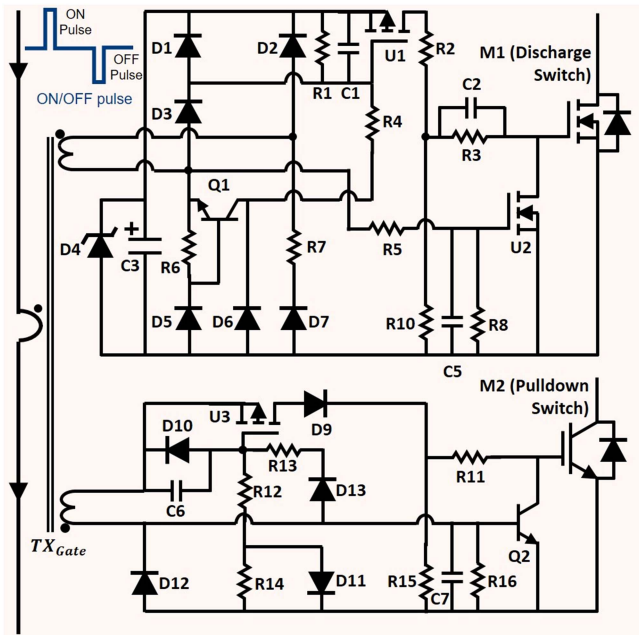 ON
Pulse
OFF
Pulse
ON/OFF pulse
D1
D2
R1
C1
U1
R2
M1 (Discharge
Switch)
C2
D3
R4
R3
Q1
D4
+
C3
R6
R7
R5
U2
D5
D6
D7
R10
C5
R8
M2 (Pulldown
Switch)
U3
D9
D10
R13
R11
C6
R12
D13
TX_Gate
Q2
D12
R14
D11
R15
C7
R16